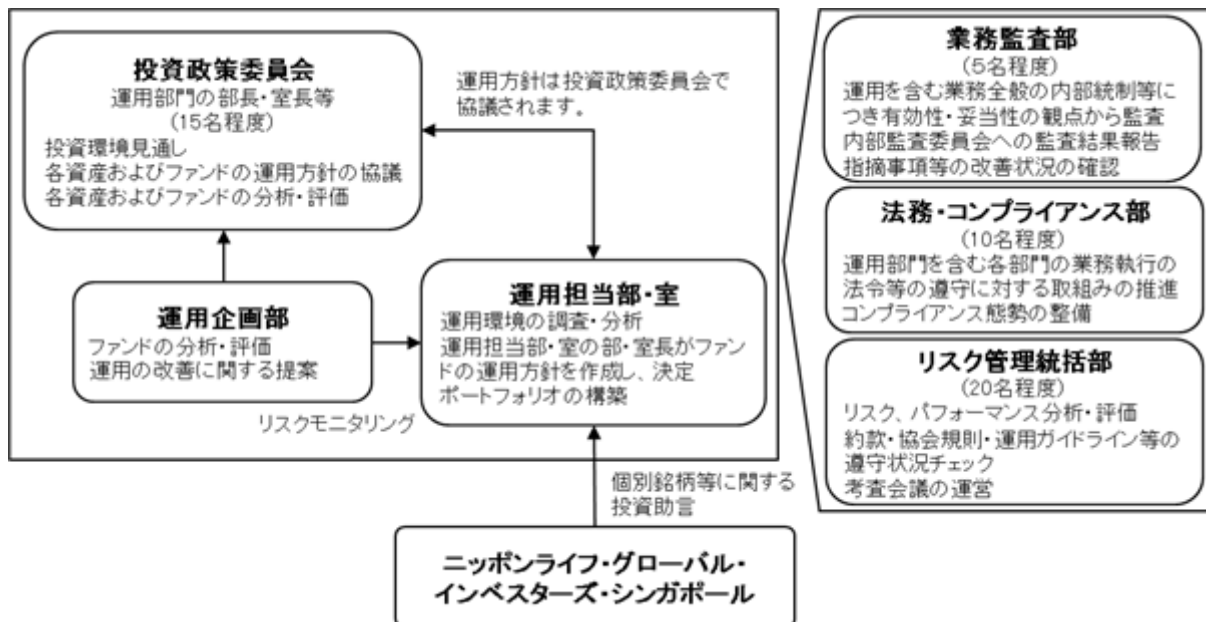 投資政策委員会
運用部門の部長・室長等
(15名程度)
投資環境見通し
各資産およびファンドの運用方針の協議
各資産およびファンドの分析・評価
運用方針は投資政策委員会で
協議されます。
運用企画部
ファンドの分析・評価
運用の改善に関する提案
リスクモニタリング
運用担当部・室
運用環境の調査・分析
運用担当部・室の部・室長がファン
ドの運用方針を作成し、決定
ポートフォリオの構築
個別銘柄等に関する
投資助言
ニッポンライフ・グローバル・
インベスターズ・シンガポール
業務監査部
(5名程度)
運用を含む業務全般の内部統制等に
つき有効性・妥当性の観点から監査
内部監査委員会への監査結果報告
指摘事項等の改善状況の確認
法務・コンプライアンス部
(10名程度)
運用部門を含む各部門の業務執行の
法令等の遵守に対する取組みの推進
コンプライアンス態勢の整備
リスク管理統括部
(20名程度)
リスク、パフォーマンス分析・評価
約款・協会規則・運用ガイドライン等の
遵守状況チェック
考査会議の運営